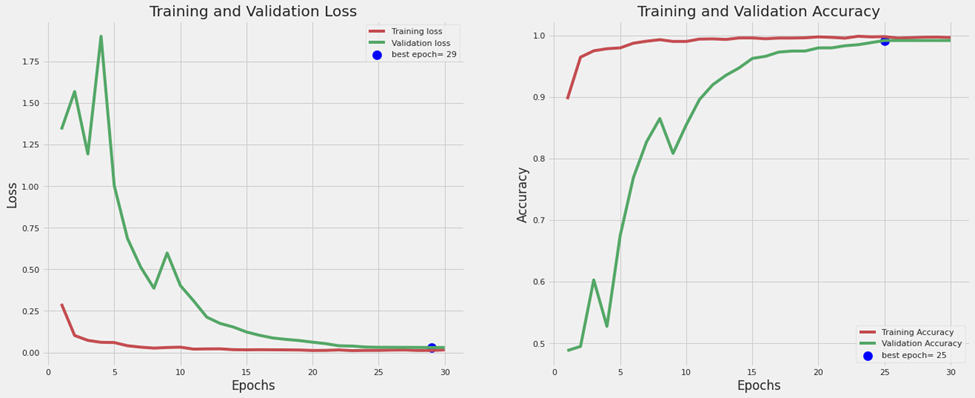 Training and Validation Loss
Training loss
Validation loss
best epoch= 29
1.75
1.50
1.25
1.00
0.75
0.50
0.25
0.00
Loss
0 5 10 15 20 25 30
Epochs
Training and Validation Accuracy
1.0
0.9
0.8
0.7
0.6
0.5
Accuracy
Training Accuracy
Validation Accuracy
best epoch= 25
0 5 10 15 20 25 30
Epochs